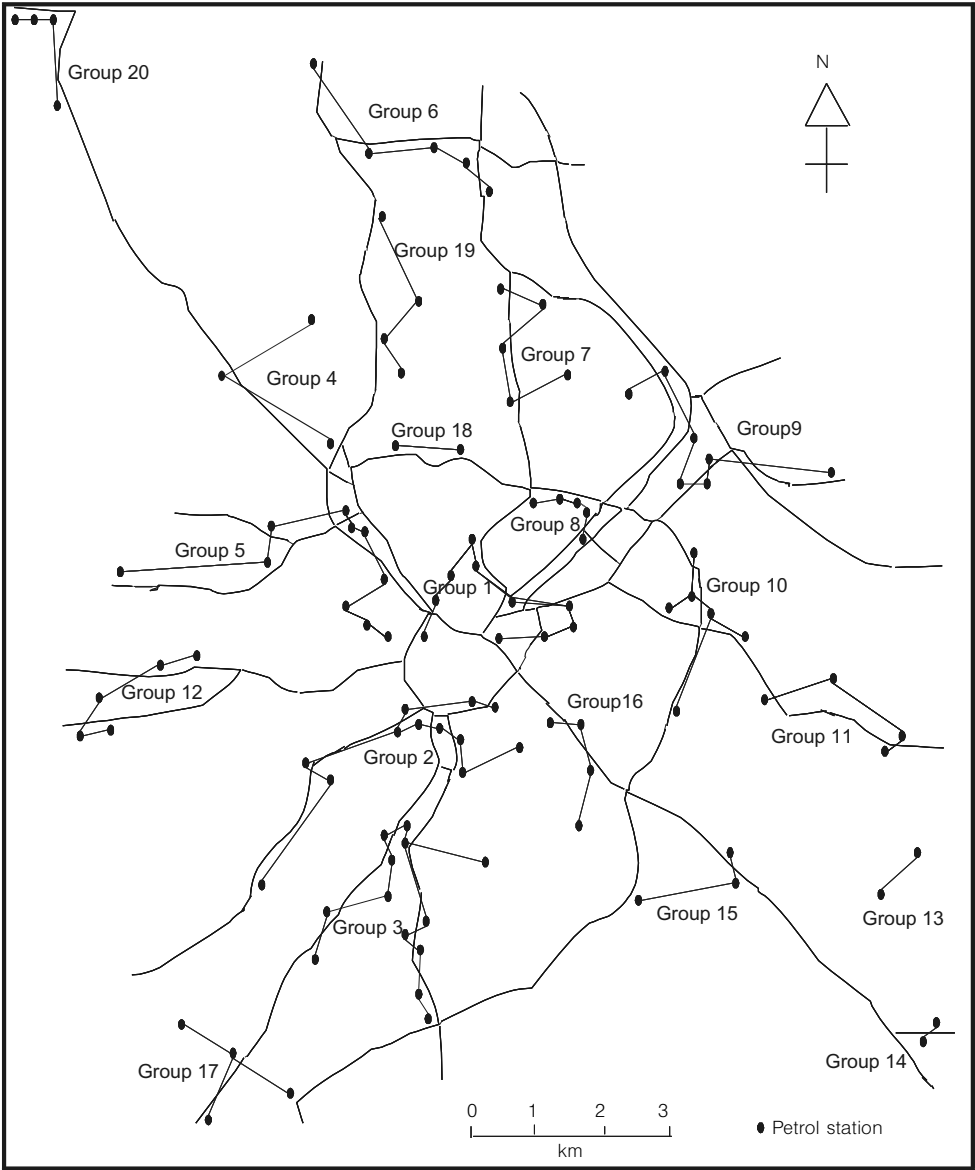 N
Group 20
Group 6
Group 19
Group 7
Group 4
Group 18
Group9
Group 8
Group 5
Group 1
Group 10
Group 12
Group16
Group 11
Group 2
Group 15
Group 13
Group 3
Group 14
Group 17
0 1 2 3
km
Petrol station